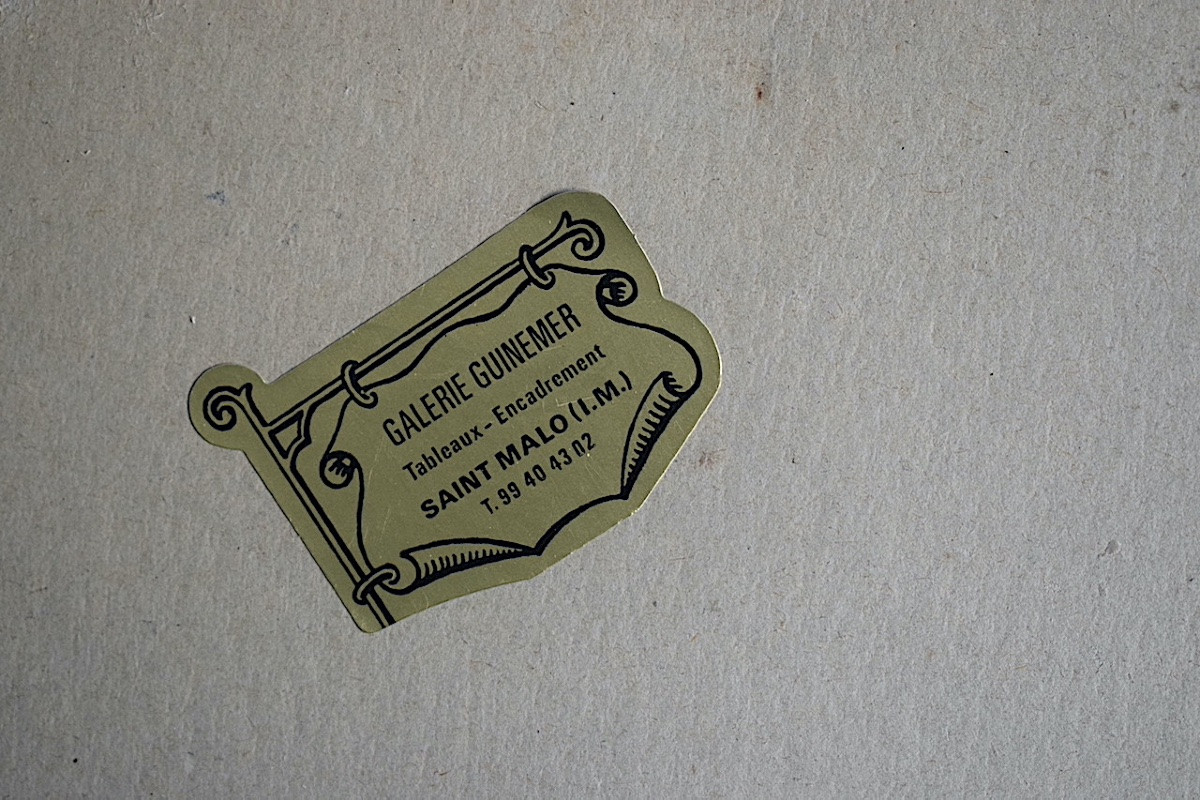 GALERIE GUINEMER
Tableaux - Encadrement
SAINT MALO (I.M.)
T. 99 40 43 02